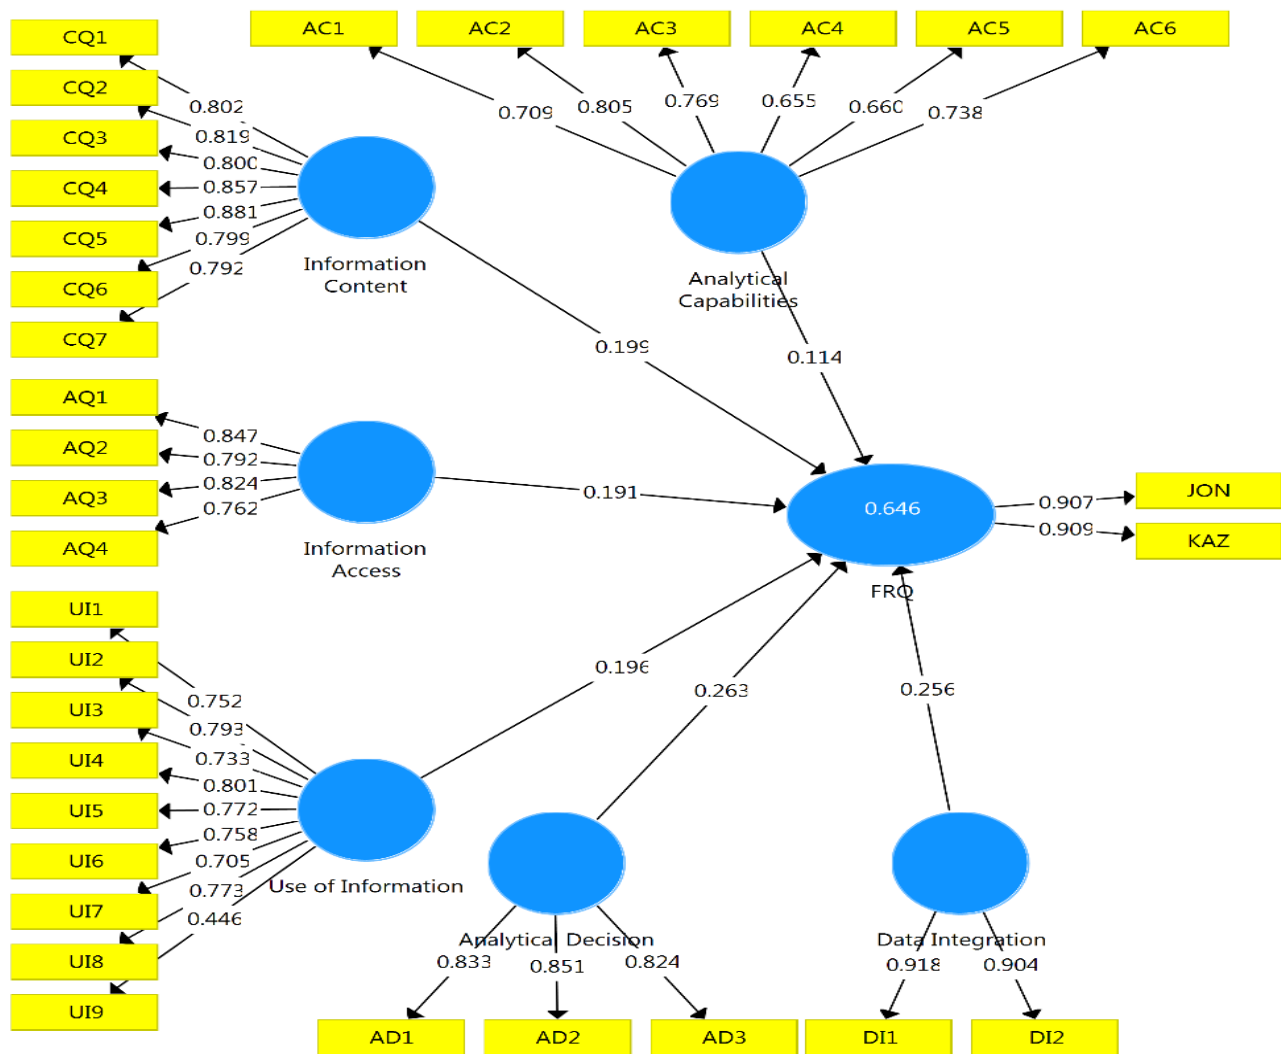 CQ1
CQ2
CQ3
CQ4
CQ5
CQ6
CQ7
0.802
0.819
0.800
0.857
0.881
0.799
0.792
Information
Content
AC1
AC2
AC3
AC4
AC5
AC6
0.709
0.805
0.769
0.655
0.660
0.738
Analytical
Capabilities
0.199
0.114
AQ1
AQ2
AQ3
AQ4
0.847
0.792
0.824
0.762
Information
Access
0.191
0.646
FRQ
0.907
0.909
JON
KAZ
UI1
UI2
UI3
UI4
UI5
UI6
UI7
UI8
UI9
0.752
0.793
0.733
0.801
0.772
0.758
0.705
0.773
0.446
Use of Information
0.196
0.263
0.256
Analytical Decision
0.833
0.851
0.824
AD1
AD2
AD3
Data Integration
0.918
0.904
DI1
DI2